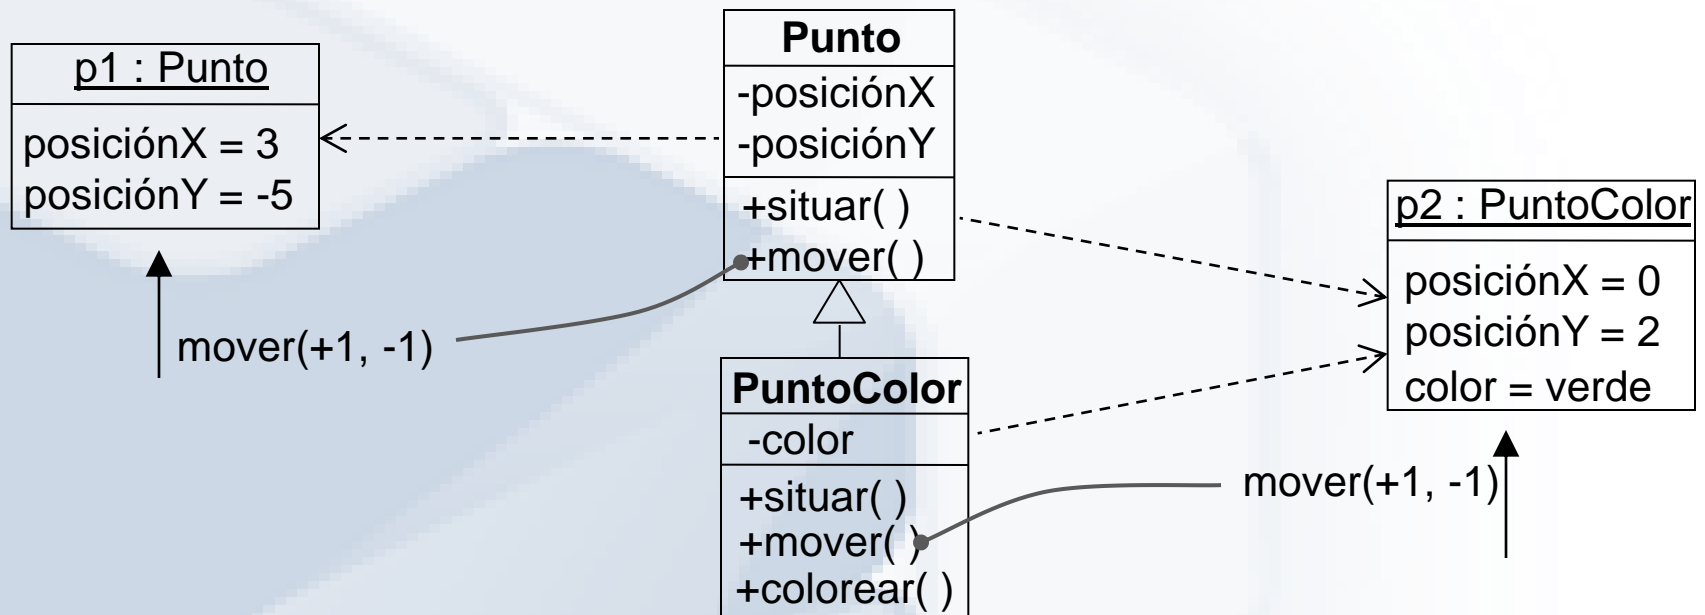 p1 : Punto
posiciónX = 3
posiciónY = -5
mover(+1, -1)
Punto
-posiciónX
-posiciónY
+situar( )
+mover( )
PuntoColor
-color
+situar( )
+mover( )
+colorear( )
p2 : PuntoColor
posiciónX = 0
posiciónY = 2
color = verde
mover(+1, -1)